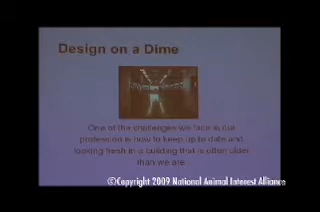 Design on a Dime
One of the challenges we face in our
profession is how to keep up to date and
looking fresh in a building that is often older
than we are
©Copyright 2009 National Animal Interest Alliance